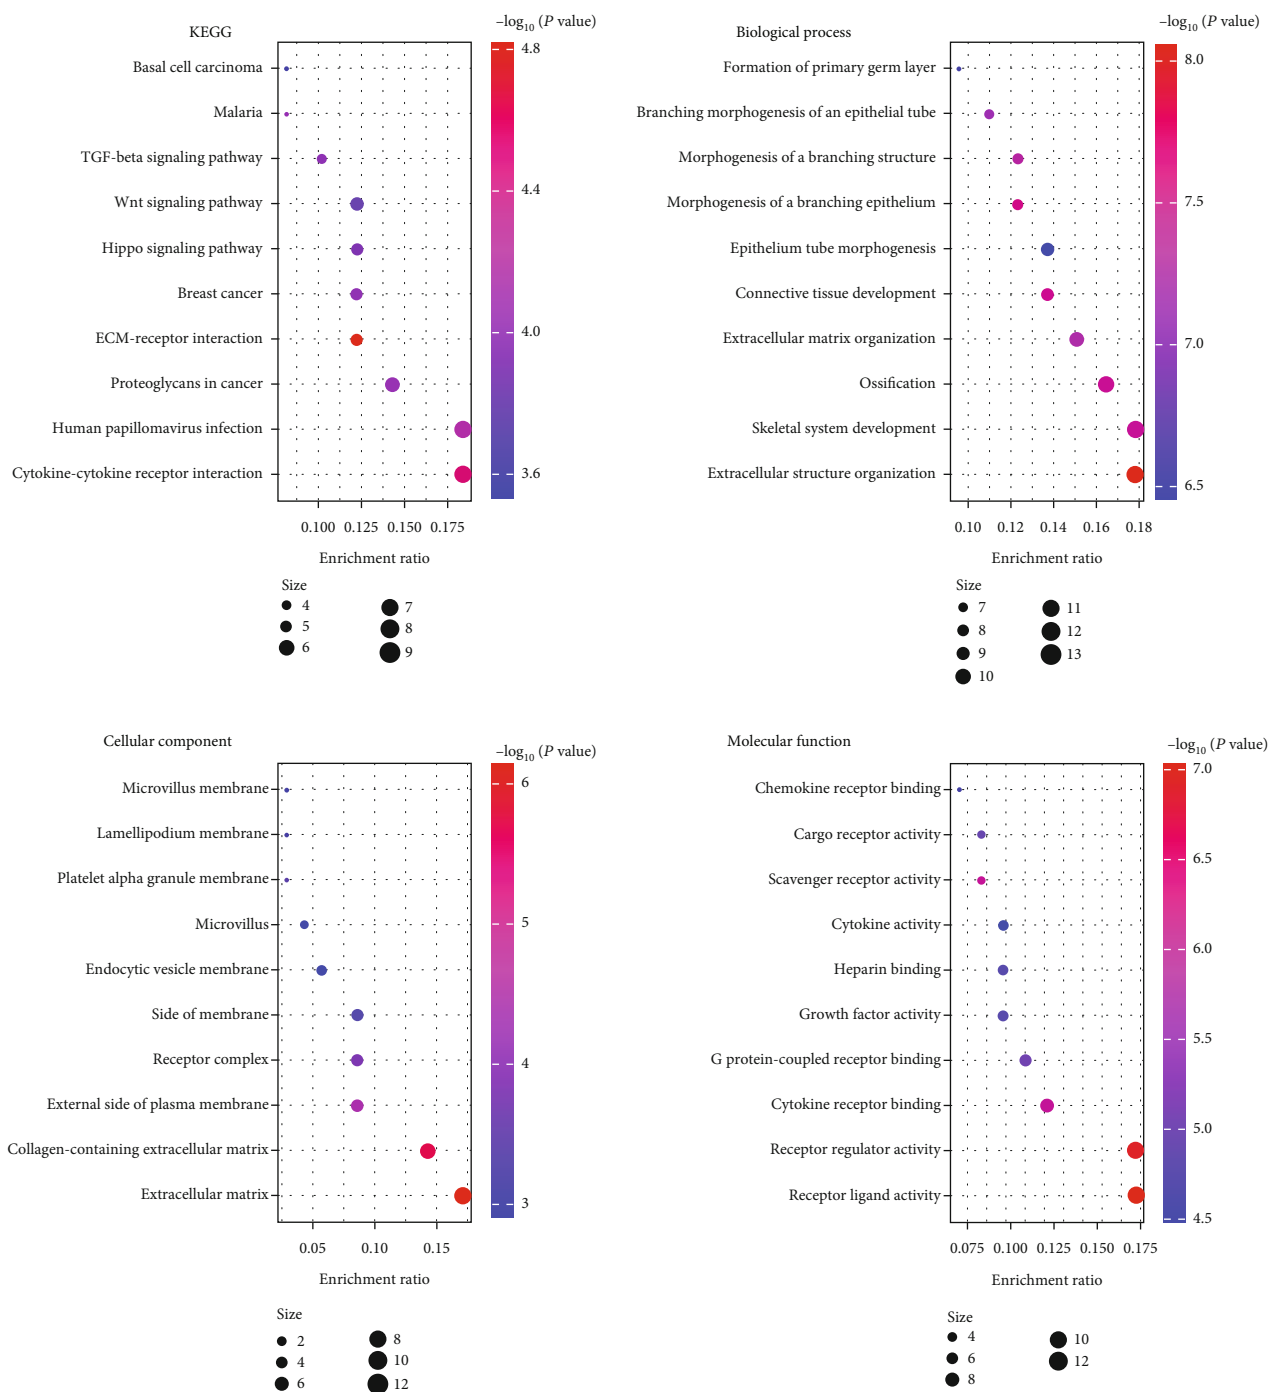 KEGG
–log10 (P value)
Basal cell carcinoma
Malaria
TGF-beta signaling pathway
Wnt signaling pathway
Hippo signaling pathway
Breast cancer
ECM-receptor interaction
Proteoglycans in cancer
Human papillomavirus infection
Cytokine-cytokine receptor interaction
4.8
4.4
4.0
3.6
0.100 0.125 0.150 0.175
Enrichment ratio
Size
4
5
6
7
8
9
Biological process
–log10 (P value)
Formation of primary germ layer
Branching morphogenesis of an epithelial tube
Morphogenesis of a branching structure
Morphogenesis of a branching epithelium
Epithelium tube morphogenesis
Connective tissue development
Extracellular matrix organization
Ossification
Skeletal system development
Extracellular structure organization
8.0
7.5
7.0
6.5
0.10 0.12 0.14 0.16 0.18
Enrichment ratio
Size
7
8
9
10
11
12
13
Cellular component
–log10 (P value)
Microvillus membrane
Lamellipodium membrane
Platelet alpha granule membrane
Microvillus
Endocytic vesicle membrane
Side of membrane
Receptor complex
External side of plasma membrane
Collagen-containing extracellular matrix
Extracellular matrix
6
5
4
3
0.05 0.10 0.15
Enrichment ratio
Size
2
4
6
8
10
12
Molecular function
–log10 (P value)
Chemokine receptor binding
Cargo receptor activity
Scavenger receptor activity
Cytokine activity
Heparin binding
Growth factor activity
G protein-coupled receptor binding
Cytokine receptor binding
Receptor regulator activity
Receptor ligand activity
7.0
6.5
6.0
5.5
5.0
4.5
0.075 0.100 0.125 0.150 0.175
Enrichment ratio
Size
4
6
8
10
12